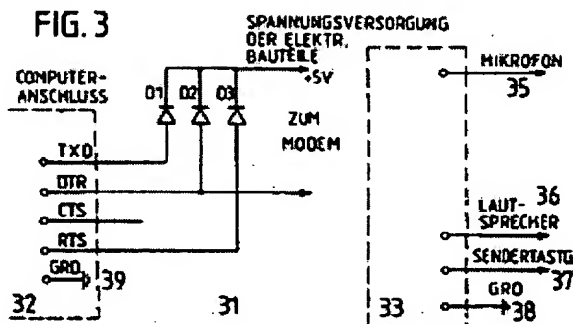 FIG. 3
SPANNUNGSVERSORGUNG
DER ELEKTR.
BAUTEILE
+5V
COMPUTER-
ANSCHLUSS
D1 D2 D3
ZUM
MODEM
TXD
DTR
CTS
RTS
GRD
39
32
31
MIKROFON
35
36
LAUT-
SPRECHER
SENDERTASTG
37
GRD
33
38